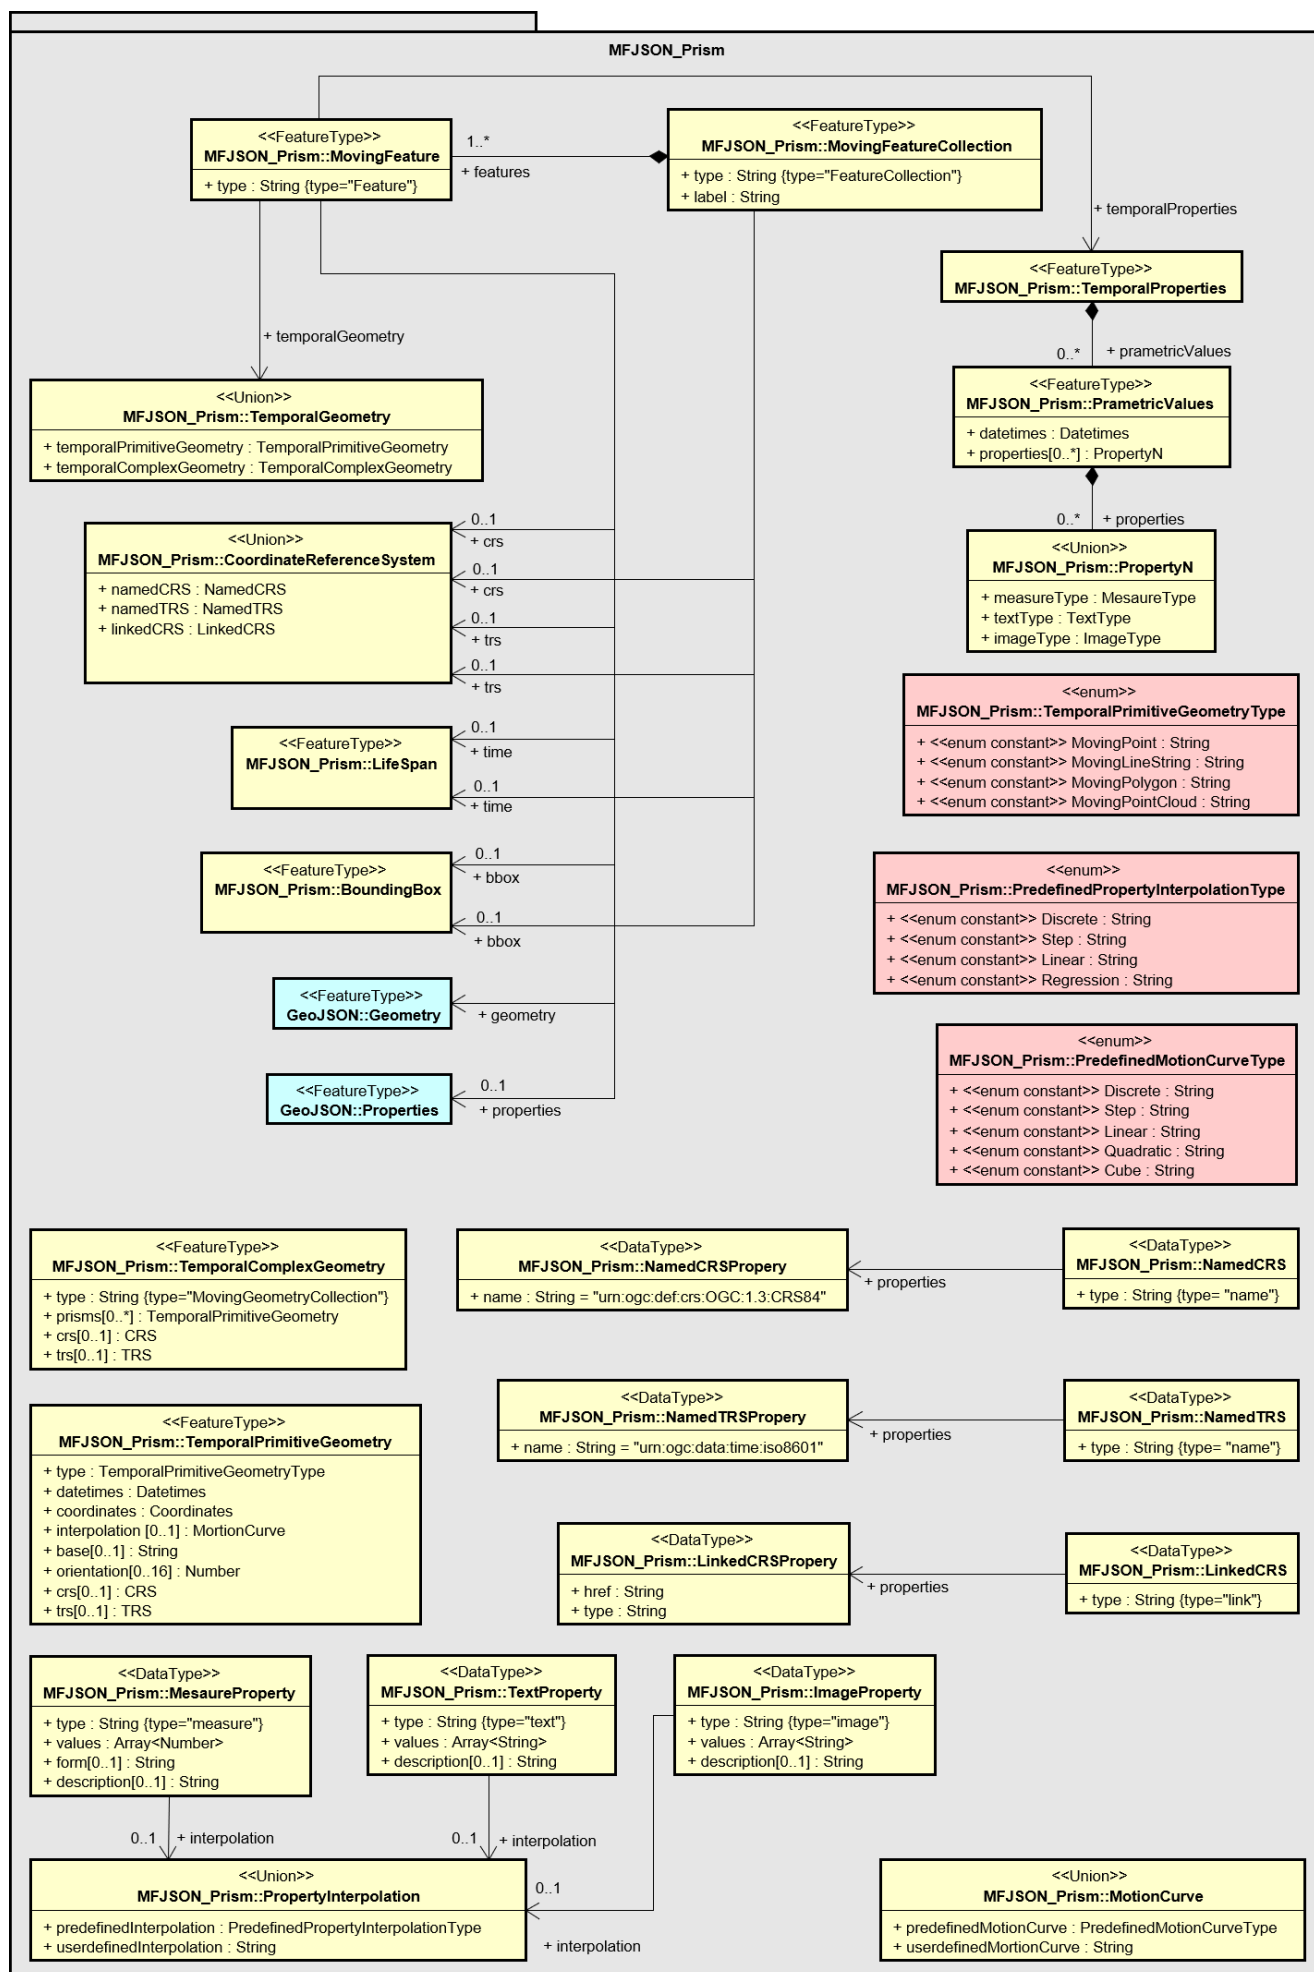 MFJSON_Prism
<<FeatureType>>
MFJSON_Prism::MovingFeature
+ type : String {type="Feature"}
1..*
+ features
<<FeatureType>>
MFJSON_Prism::MovingFeatureCollection
+ type : String {type="FeatureCollection"}
+ label : String
+ temporalProperties
<<FeatureType>>
MFJSON_Prism::TemporalProperties
+ temporalGeometry
0..*
+ prametricValues
<<Union>>
MFJSON_Prism::TemporalGeometry
+ temporalPrimitiveGeometry : TemporalPrimitiveGeometry
+ temporalComplexGeometry : TemporalComplexGeometry
<<FeatureType>>
MFJSON_Prism::PrametricValues
+ datetimes : Datetimes
+ properties[0..*] : PropertyN
0..*
+ properties
<<Union>>
MFJSON_Prism::CoordinateReferenceSystem
+ namedCRS : NamedCRS
+ namedTRS : NamedTRS
+ linkedCRS : LinkedCRS
0..1
+ crs
0..1
+ crs
0..1
+ trs
0..1
+ trs
<<Union>>
MFJSON_Prism::PropertyN
+ measureType : MesaureType
+ textType : TextType
+ imageType : ImageType
<<enum>>
MFJSON_Prism::TemporalPrimitiveGeometryType
+ <<enum constant>> MovingPoint : String
+ <<enum constant>> MovingLineString : String
+ <<enum constant>> MovingPolygon : String
+ <<enum constant>> MovingPointCloud : String
<<FeatureType>>
MFJSON_Prism::LifeSpan
0..1
+ time
0..1
+ time
<<FeatureType>>
MFJSON_Prism::BoundingBox
0..1
+ bbox
0..1
+ bbox
<<enum>>
MFJSON_Prism::PredefinedPropertyInterpolationType
+ <<enum constant>> Discrete : String
+ <<enum constant>> Step : String
+ <<enum constant>> Linear : String
+ <<enum constant>> Regression : String
<<FeatureType>>
GeoJSON::Geometry
+ geometry
<<FeatureType>>
GeoJSON::Properties
0..1
+ properties
<<enum>>
MFJSON_Prism::PredefinedMotionCurveType
+ <<enum constant>> Discrete : String
+ <<enum constant>> Step : String
+ <<enum constant>> Linear : String
+ <<enum constant>> Quadratic : String
+ <<enum constant>> Cube : String
<<FeatureType>>
MFJSON_Prism::TemporalComplexGeometry
+ type : String {type="MovingGeometryCollection"}
+ prisms[0..*] : TemporalPrimitiveGeometry
+ crs[0..1] : CRS
+ trs[0..1] : TRS
<<DataType>>
MFJSON_Prism::NamedCRSPropery
+ name : String = "urn:ogc:def:crs:OGC:1.3:CRS84"
+ properties
<<DataType>>
MFJSON_Prism::NamedCRS
+ type : String {type= "name"}
<<FeatureType>>
MFJSON_Prism::TemporalPrimitiveGeometry
+ type : TemporalPrimitiveGeometryType
+ datetimes : Datetimes
+ coordinates : Coordinates
+ interpolation [0..1] : MortionCurve
+ base[0..1] : String
+ orientation[0..16] : Number
+ crs[0..1] : CRS
+ trs[0..1] : TRS
<<DataType>>
MFJSON_Prism::NamedTRSPropery
+ name : String = "urn:ogc:data:time:iso8601"
+ properties
<<DataType>>
MFJSON_Prism::NamedTRS
+ type : String {type= "name"}
<<DataType>>
MFJSON_Prism::LinkedCRSPropery
+ href : String
+ type : String
+ properties
<<DataType>>
MFJSON_Prism::LinkedCRS
+ type : String {type="link"}
<<DataType>>
MFJSON_Prism::MesaureProperty
+ type : String {type="measure"}
+ values : Array<Number>
+ form[0..1] : String
+ description[0..1] : String
<<DataType>>
MFJSON_Prism::TextProperty
+ type : String {type="text"}
+ values : Array<String>
+ description[0..1] : String
<<DataType>>
MFJSON_Prism::ImageProperty
+ type : String {type="image"}
+ values : Array<String>
+ description[0..1] : String
0..1
+ interpolation
0..1
+ interpolation
<<Union>>
MFJSON_Prism::PropertyInterpolation
+ predefinedInterpolation : PredefinedPropertyInterpolationType
+ userdefinedInterpolation : String
0..1
+ interpolation
<<Union>>
MFJSON_Prism::MotionCurve
+ predefinedMotionCurve : PredefinedMotionCurveType
+ userdefinedMortionCurve : String